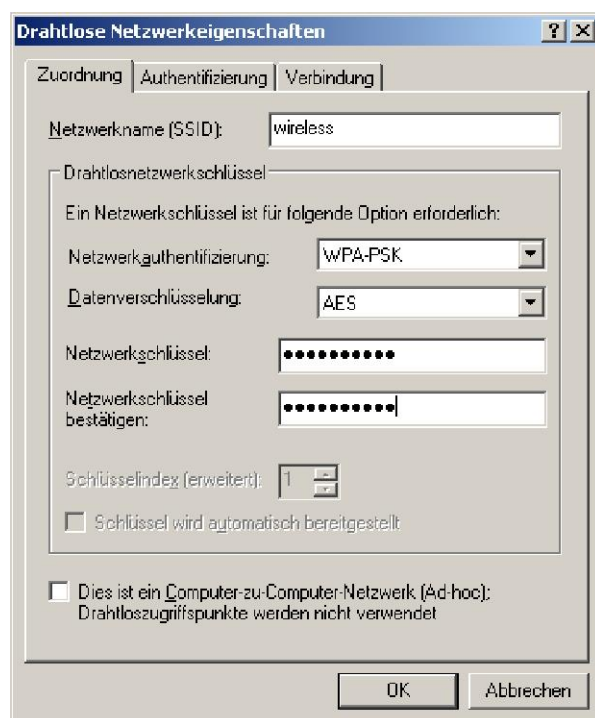 Drahtlose Netzwerkeigenschaften
Zuordnung Authentifizierung Verbindung
Netzwerkname (SSID): wireless
Drahtlosnetzwerkschlüssel
Ein Netzwerkschlüssel ist für folgende Option erforderlich:
Netzwerkauthentifizierung: WPA-PSK
Datenverschlüsselung: AES
Netzwerkschlüssel: ●●●●●●●●●●
Netzwerkschlüssel
bestätigen: ●●●●●●●●●●
Schlüsselindex (erweitert): 1
Schlüssel wird automatisch bereitgestellt
Dies ist ein Computer-zu-Computer-Netzwerk (Ad-hoc);
Drahtloszugriffspunkte werden nicht verwendet
OK Abbrechen